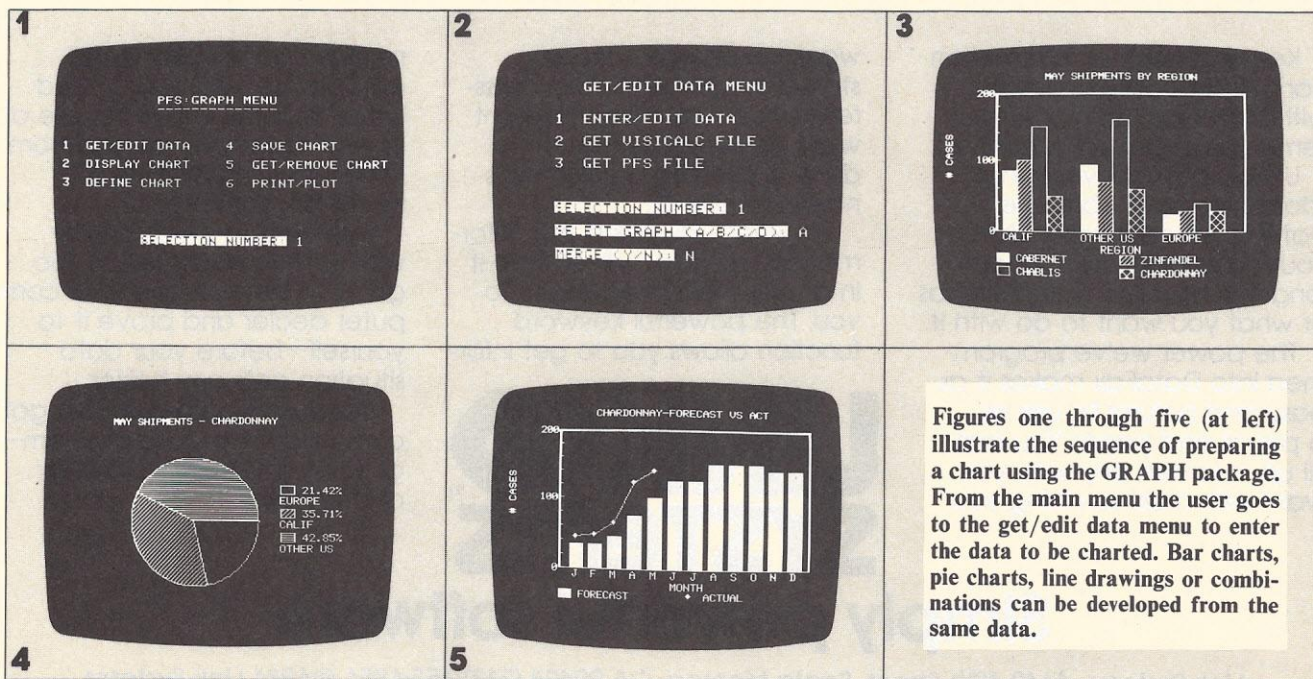 1
PFS:GRAPH MENU
1 GET/EDIT DATA 4 SAVE CHART
2 DISPLAY CHART 5 GET/REMOVE CHART
3 DEFINE CHART 6 PRINT/PLOT
SELECTION NUMBER: 1
2
GET/EDIT DATA MENU
1 ENTER/EDIT DATA
2 GET VISICALC FILE
3 GET PFS FILE
SELECTION NUMBER: 1
SELECT GRAPH (A/B/C/D): A
MERGE (Y/N): N
3
MAY SHIPMENTS BY REGION
200
# CASES
100
0
CALIF OTHER US EUROPE
REGION
CABERNET ZINFANDEL
CHABLIS CHARDONNAY
4
MAY SHIPMENTS - CHARDONNAY
21.42%
EUROPE
35.71%
CALIF
42.85%
OTHER US
5
CHARDONNAY-FORECAST VS ACT
200
# CASES
100
0
J F M A M J J A S O N D
MONTH
FORECAST ACTUAL
Figures one through five (at left)
illustrate the sequence of preparing
a chart using the GRAPH package.
From the main menu the user goes
to the get/edit data menu to enter
the data to be charted. Bar charts,
pie charts, line drawings or combi-
nations can be developed from the
same data.